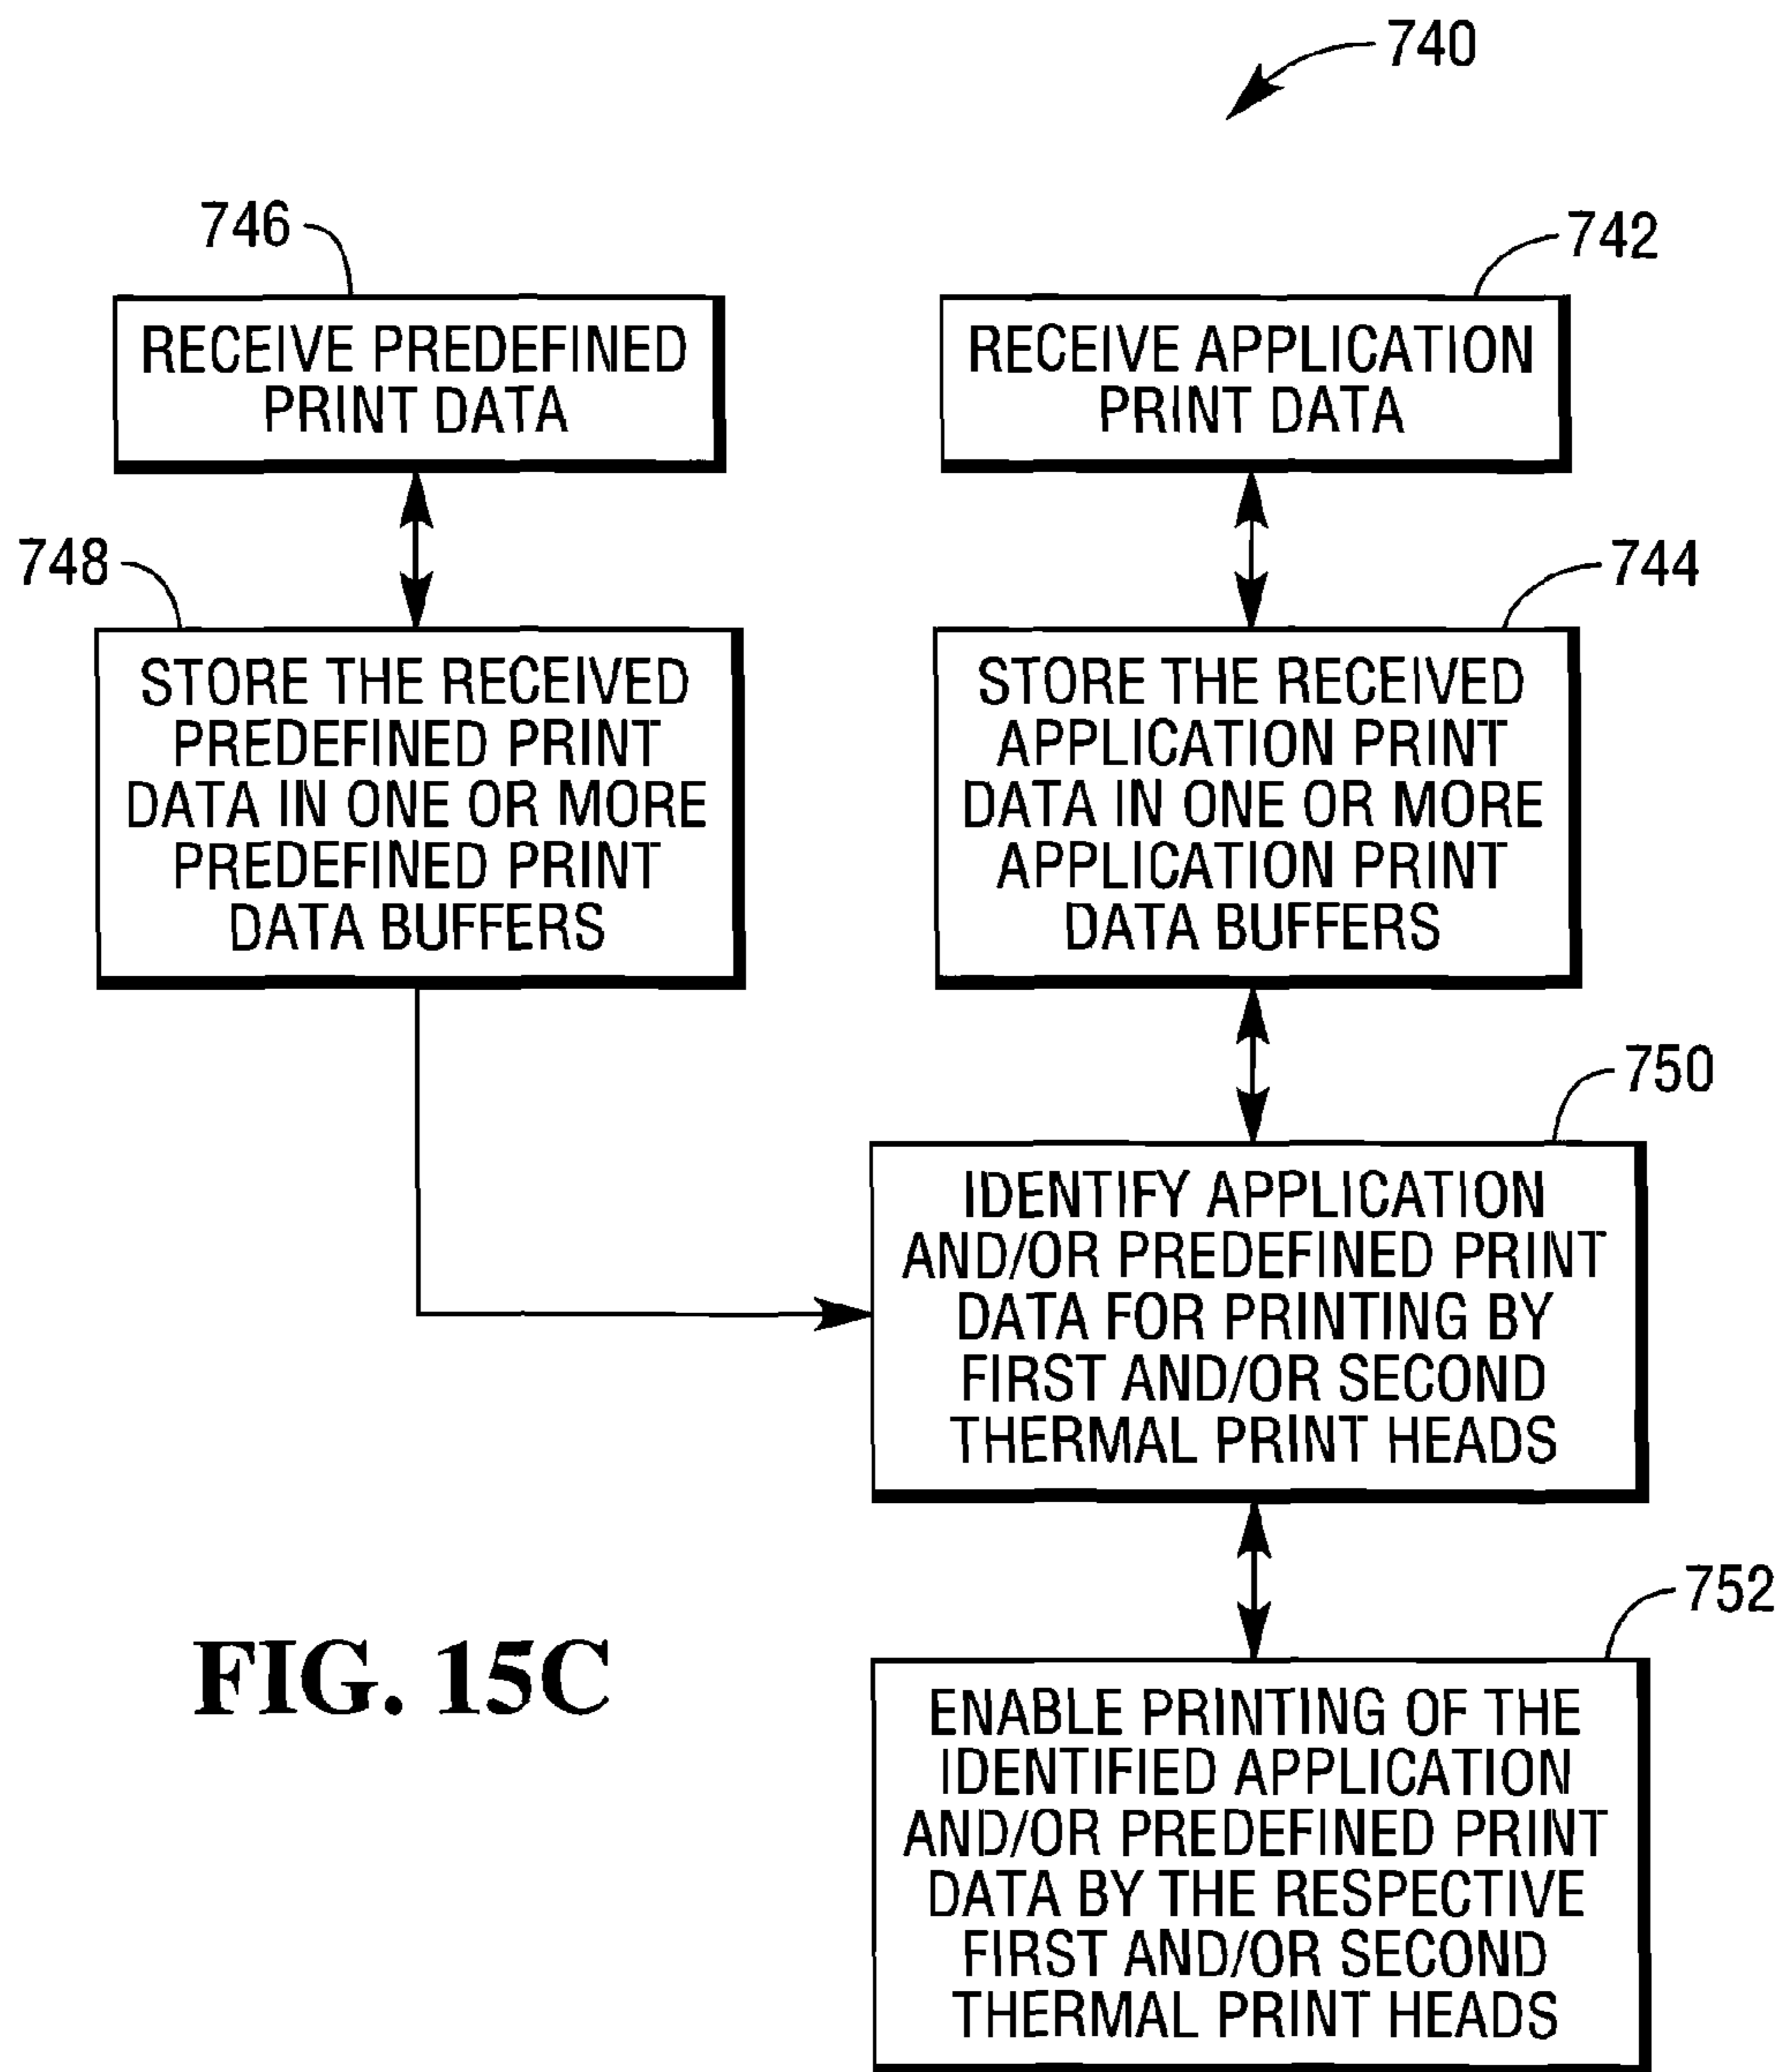 740
746
RECEIVE PREDEFINED
PRINT DATA
742
RECEIVE APPLICATION
PRINT DATA
748
STORE THE RECEIVED
PREDEFINED PRINT
DATA IN ONE OR MORE
PREDEFINED PRINT
DATA BUFFERS
744
STORE THE RECEIVED
APPLICATION PRINT
DATA IN ONE OR MORE
APPLICATION PRINT
DATA BUFFERS
750
IDENTIFY APPLICATION
AND/OR PREDEFINED PRINT
DATA FOR PRINTING BY
FIRST AND/OR SECOND
THERMAL PRINT HEADS
752
ENABLE PRINTING OF THE
IDENTIFIED APPLICATION
AND/OR PREDEFINED PRINT
DATA BY THE RESPECTIVE
FIRST AND/OR SECOND
THERMAL PRINT HEADS
FIG. 15C